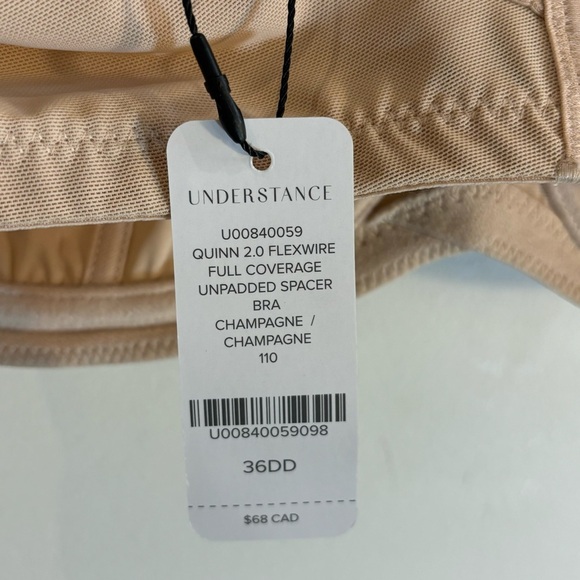 UNDERSTANCE
U00840059
QUINN 2.0 FLEXWIRE
FULL COVERAGE
UNPADDED SPACER
BRA
CHAMPAGNE /
CHAMPAGNE
110
U00840059098
36DD
$68 CAD